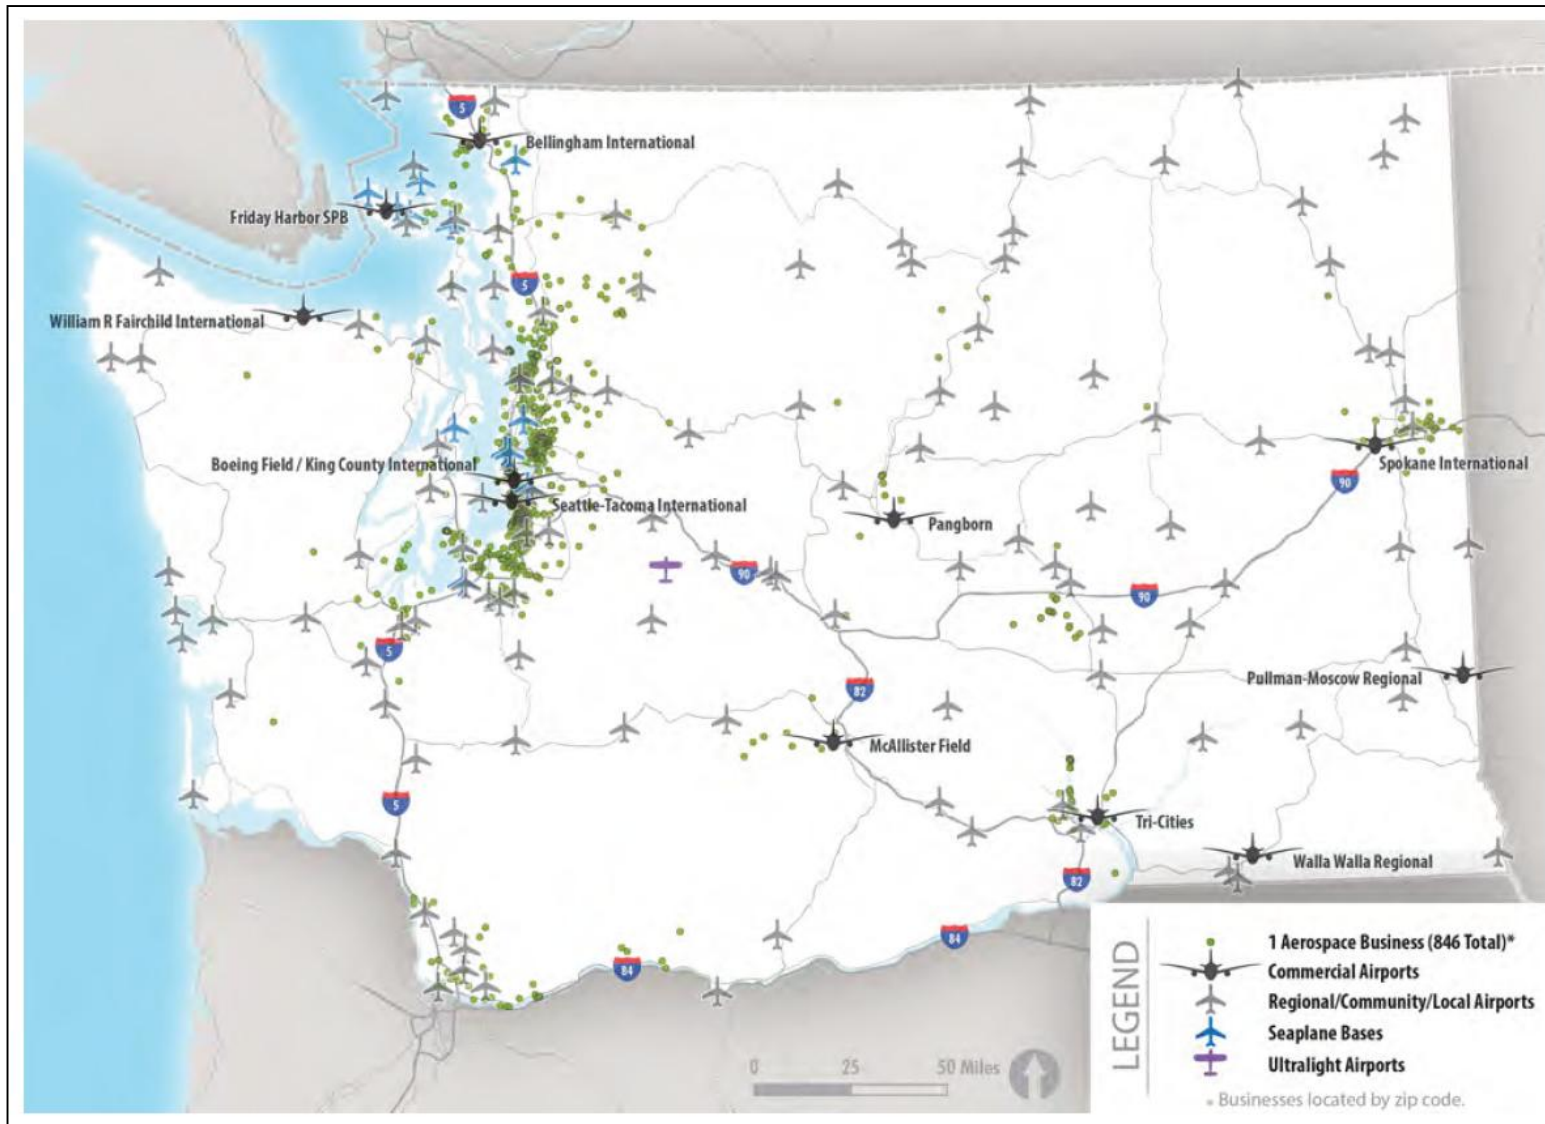 5
Bellingham International
Friday Harbor SPB
5
William R Fairchild International
Boeing Field / King County International
Spokane International
90
Seattle-Tacoma International
Pangborn
90
90
5
Pullman-Moscow Regional
82
McAllister Field
5
Tri-Cities
Walla Walla Regional
82
84
84
LEGEND
1 Aerospace Business (846 Total)*
Commercial Airports
Regional/Community/Local Airports
Seaplane Bases
Ultralight Airports
* Businesses located by zip code.
0 25 50 Miles